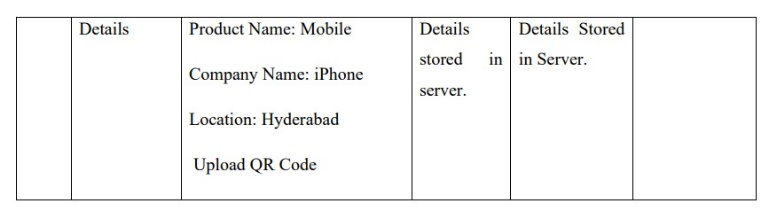 Details
Product Name: Mobile
Company Name: iPhone
Location: Hyderabad
Upload QR Code
Details
stored in
server.
Details Stored
in Server.